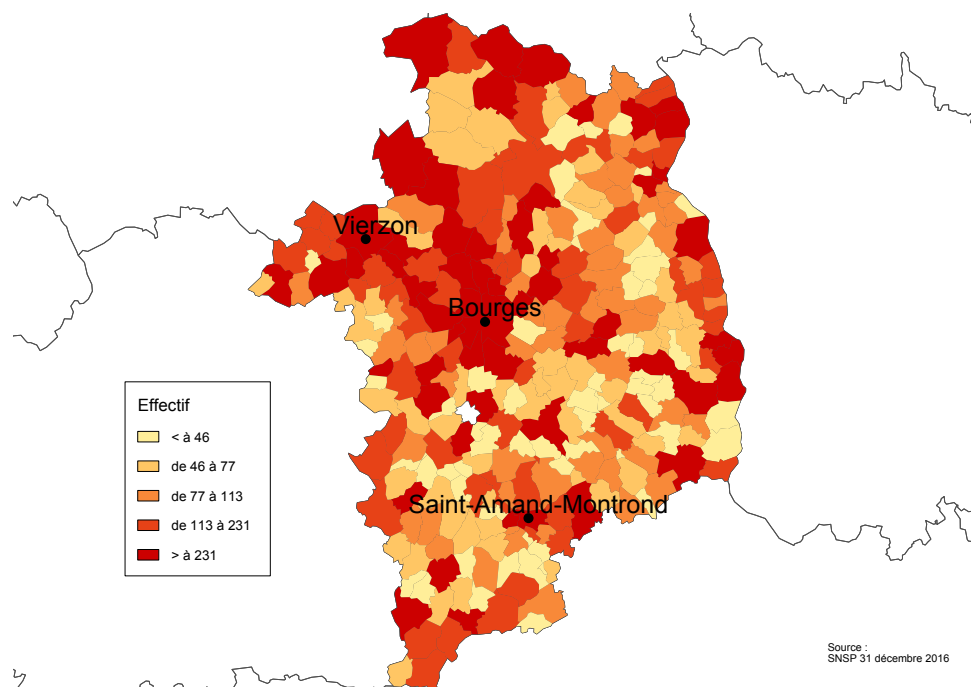 Vierzon
Bourges
Effectif
< à 46
de 46 à 77
de 77 à 113
de 113 à 231
> à 231
Saint-Amand-Montrond
Source :
SNSP 31 décembre 2016